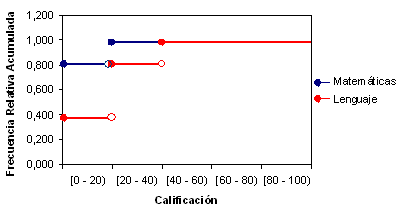 Frecuencia Relativa Acumulada
1,200
1,000
0,800
0,600
0,400
0,200
0,000
[0 - 20) [20 - 40) [40 - 60) [60 - 80) [80 - 100)
Calificación
Matemáticas
Lenguaje